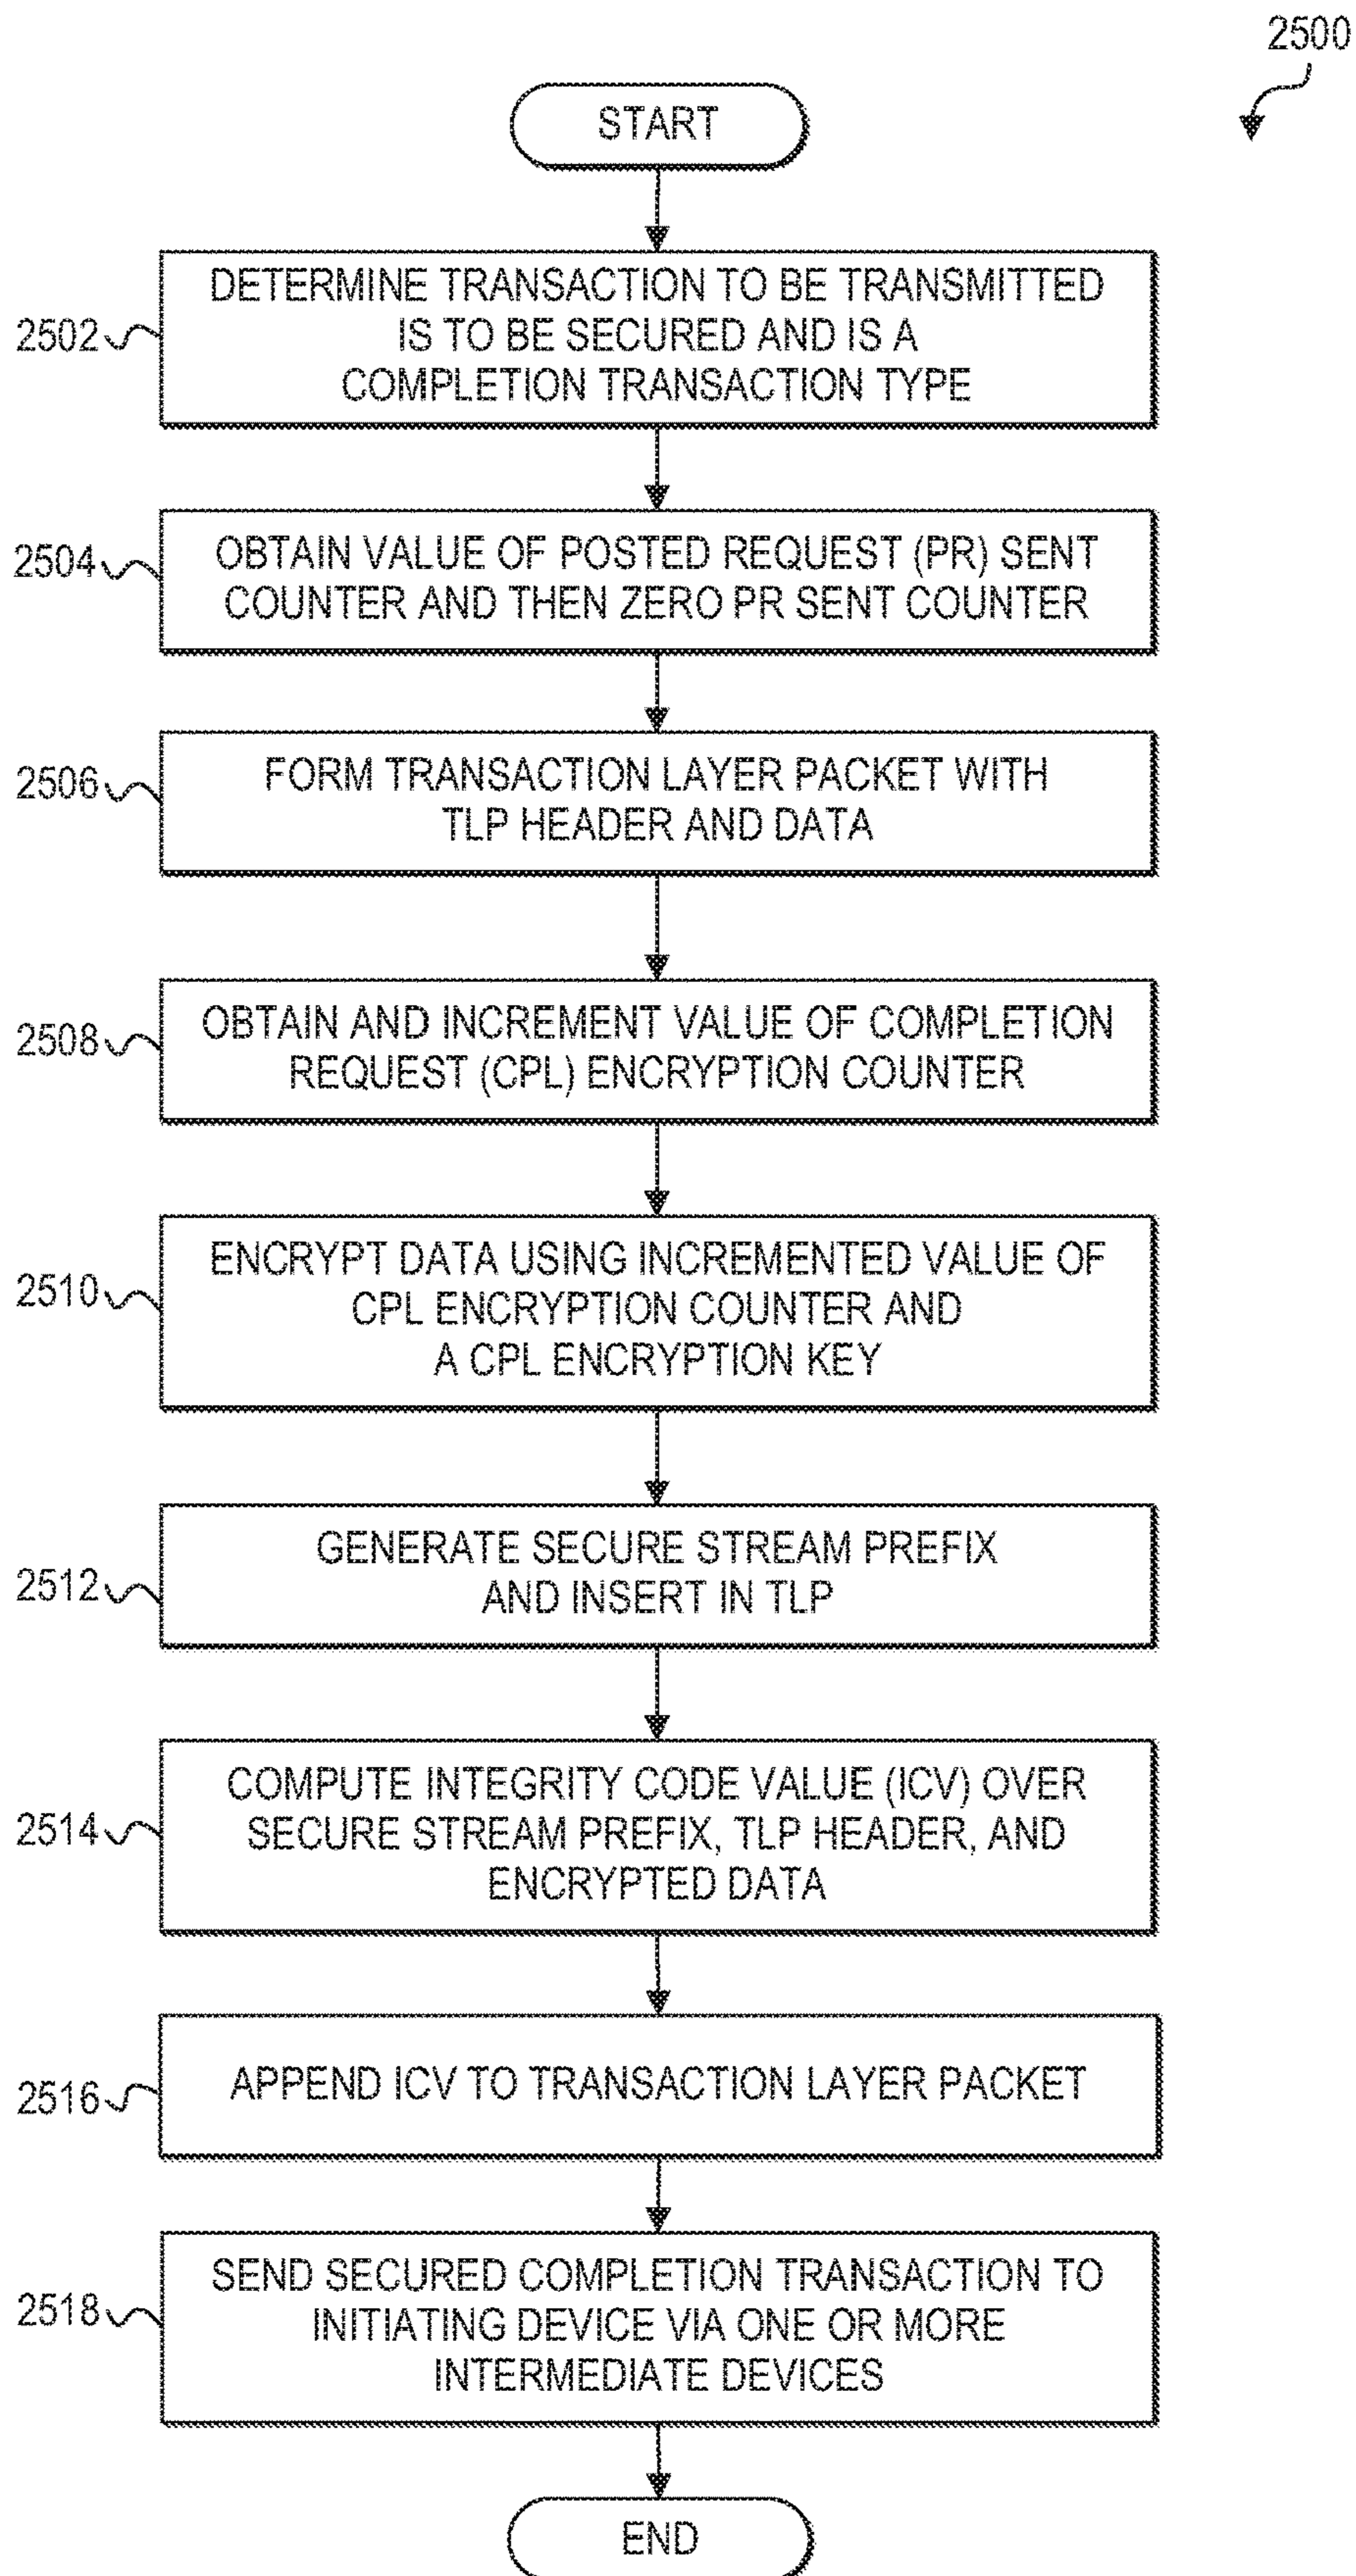 2500
START
2502
DETERMINE TRANSACTION TO BE TRANSMITTED
IS TO BE SECURED AND IS A
COMPLETION TRANSACTION TYPE
2504
OBTAIN VALUE OF POSTED REQUEST (PR) SENT
COUNTER AND THEN ZERO PR SENT COUNTER
2506
FORM TRANSACTION LAYER PACKET WITH
TLP HEADER AND DATA
2508
OBTAIN AND INCREMENT VALUE OF COMPLETION
REQUEST (CPL) ENCRYPTION COUNTER
2510
ENCRYPT DATA USING INCREMENTED VALUE OF
CPL ENCRYPTION COUNTER AND
A CPL ENCRYPTION KEY
2512
GENERATE SECURE STREAM PREFIX
AND INSERT IN TLP
2514
COMPUTE INTEGRITY CODE VALUE (ICV) OVER
SECURE STREAM PREFIX, TLP HEADER, AND
ENCRYPTED DATA
2516
APPEND ICV TO TRANSACTION LAYER PACKET
2518
SEND SECURED COMPLETION TRANSACTION TO
INITIATING DEVICE VIA ONE OR MORE
INTERMEDIATE DEVICES
END